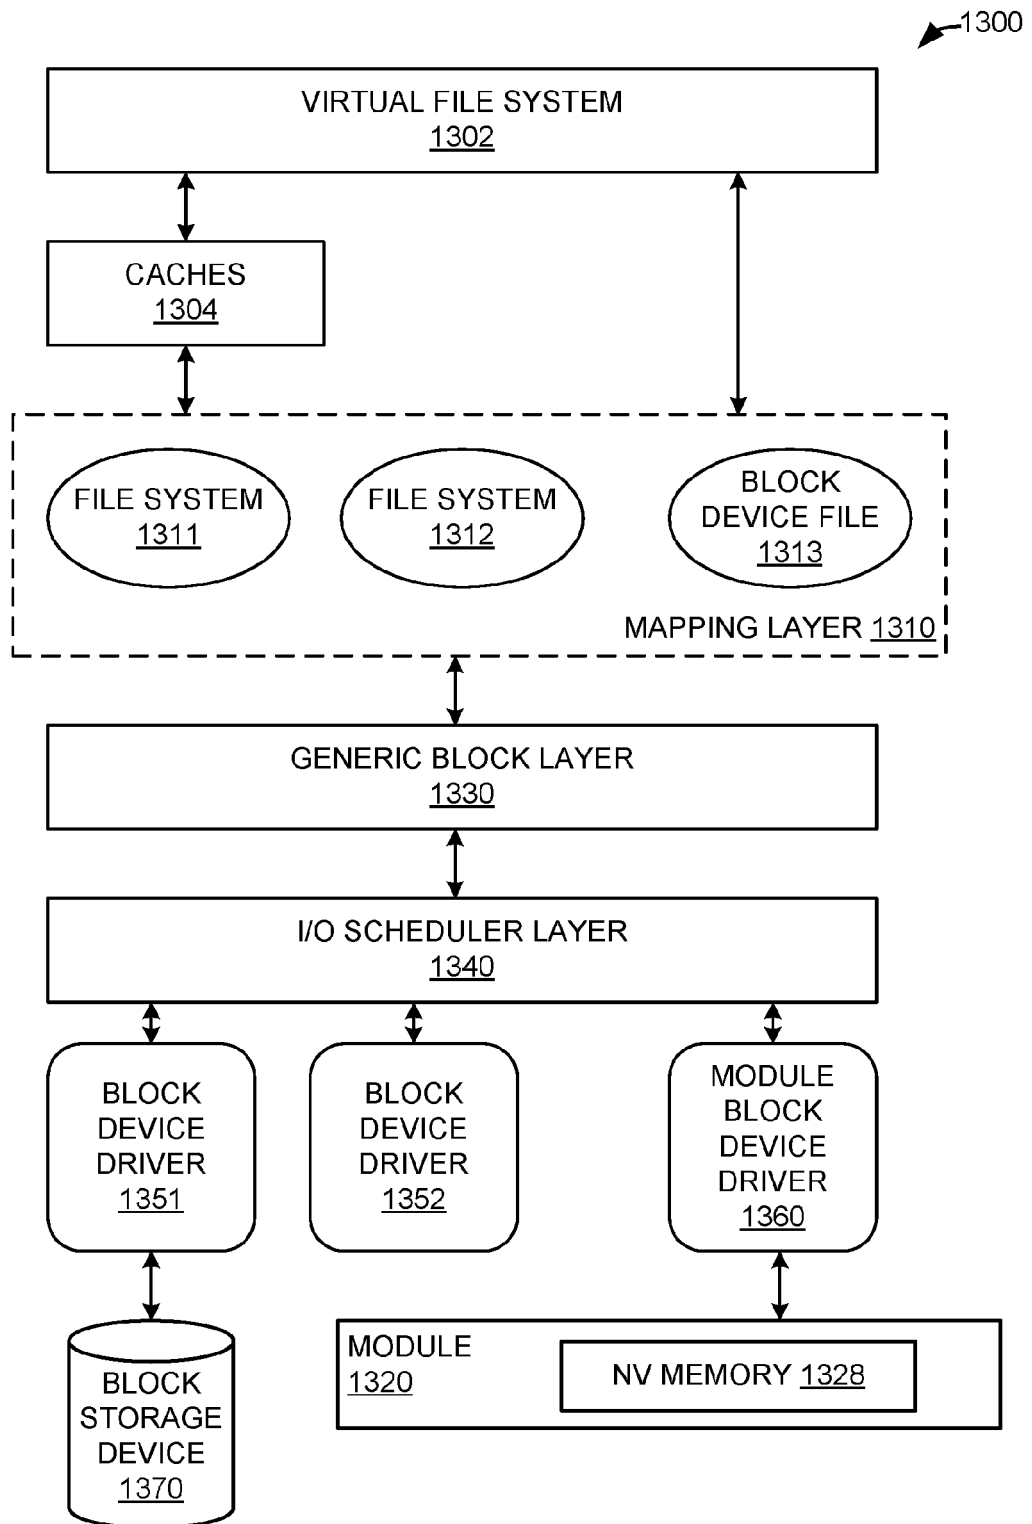 1300
VIRTUAL FILE SYSTEM
1302
CACHES
1304
FILE SYSTEM
1311
FILE SYSTEM
1312
BLOCK
DEVICE FILE
1313
MAPPING LAYER 1310
GENERIC BLOCK LAYER
1330
I/O SCHEDULER LAYER
1340
BLOCK
DEVICE
DRIVER
1351
BLOCK
DEVICE
DRIVER
1352
MODULE
BLOCK
DEVICE
DRIVER
1360
BLOCK
STORAGE
DEVICE
1370
MODULE
1320
NV MEMORY 1328